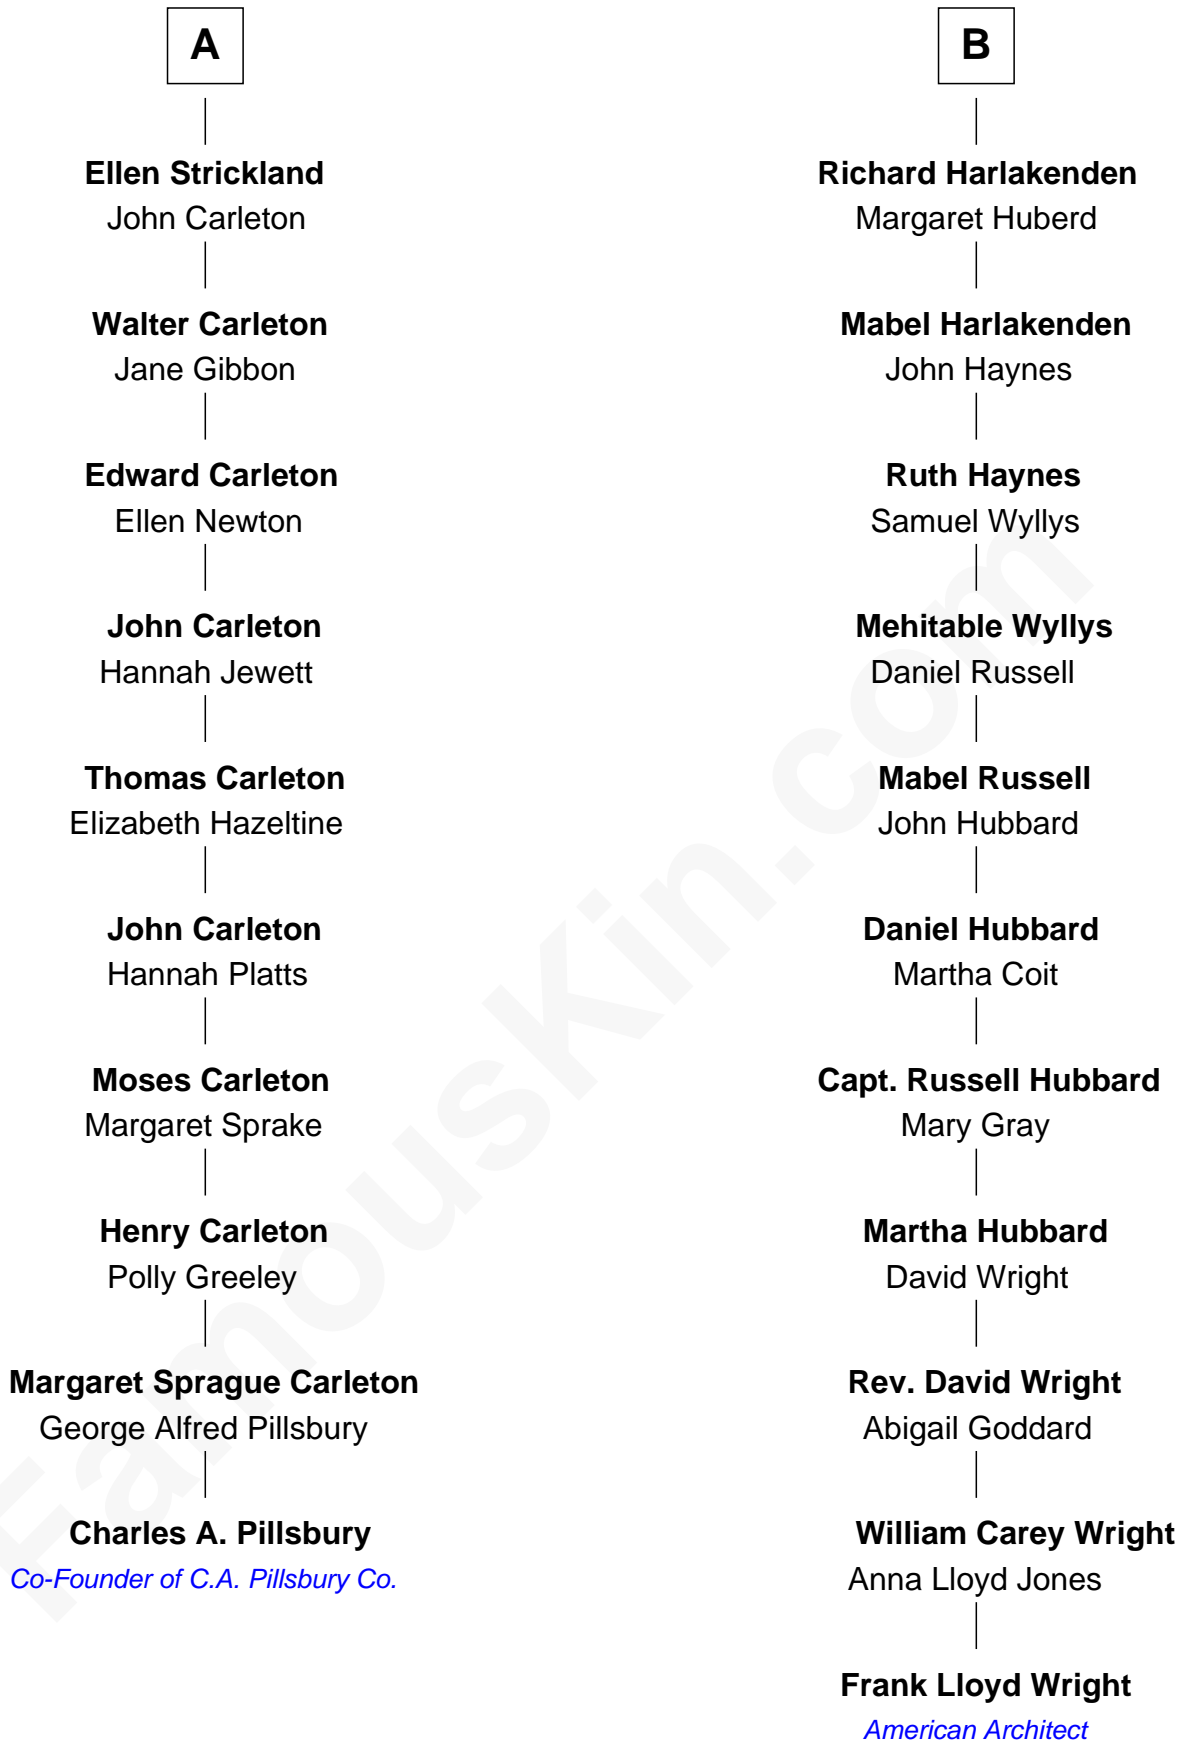 A
Ellen Strickland
John Carleton
Walter Carleton
Jane Gibbon
Edward Carleton
Ellen Newton
John Carleton
Hannah Jewett
Thomas Carleton
Elizabeth Hazeltine
John Carleton
Hannah Platts
Moses Carleton
Margaret Sprake
Henry Carleton
Polly Greeley
Margaret Sprague Carleton
George Alfred Pillsbury
Charles A. Pillsbury
Co-Founder of C.A. Pillsbury Co.
B
Richard Harlakenden
Margaret Huberd
Mabel Harlakenden
John Haynes
Ruth Haynes
Samuel Wyllys
Mehitable Wyllys
Daniel Russell
Mabel Russell
John Hubbard
Daniel Hubbard
Martha Coit
Capt. Russell Hubbard
Mary Gray
Martha Hubbard
David Wright
Rev. David Wright
Abigail Goddard
William Carey Wright
Anna Lloyd Jones
Frank Lloyd Wright
American Architect
FamousKin.com